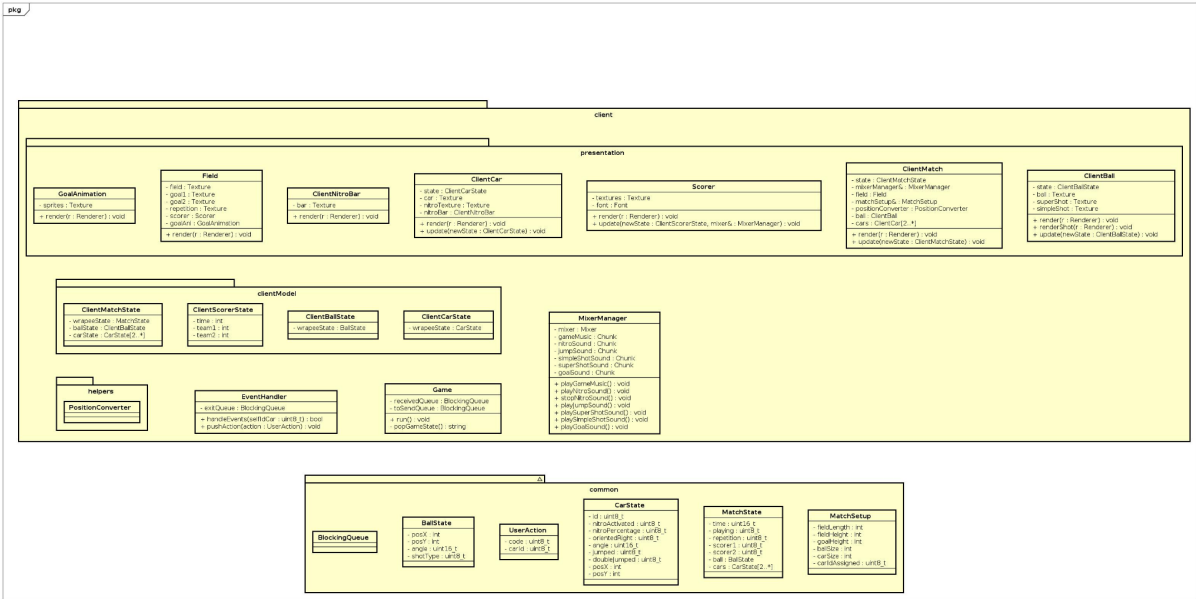 pkg
client
presentation
GoalAnimation
- sprites : Texture
+ render(r : Renderer) : void
Field
- field : Texture
- goal1 : Texture
- goal2 : Texture
- repetition : Texture
- scorer : Scorer
- goalAni : GoalAnimation
+ render(r : Renderer) : void
ClientNitroBar
- bar : Texture
+ render(r : Renderer) : void
ClientCar
- state : ClientCarState
- car : Texture
- nitroTexture : Texture
- nitroBar : ClientNitroBar
+ render(r : Renderer) : void
+ update(newState : ClientCarState) : void
Scorer
- textures : Texture
- font : Font
+ render(r : Renderer) : void
+ update(newState : ClientScorerState, mixer& : MixerManager) : void
ClientMatch
- state : ClientMatchState
- mixerManager& : MixerManager
- field : Field
- matchSetup& : MatchSetup
- positionConverter : PositionConverter
- ball : ClientBall
- cars : ClientCar[2..*]
+ render(r : Renderer) : void
+ update(newState : ClientMatchState) : void
ClientBall
- state : ClientBallState
- ball : Texture
- superShot : Texture
- simpleShot : Texture
+ render(r : Renderer) : void
+ renderShot(r : Renderer) : void
+ update(newState : ClientBallState) : void
clientModel
ClientMatchState
- wrapeeState : MatchState
- ballState : ClientBallState
- carState : CarState[2..*]
ClientScorerState
- time : int
- team1 : int
- team2 : int
ClientBallState
- wrapeeState : BallState
ClientCarState
- wrapeeState : CarState
MixerManager
- mixer : Mixer
- gameMusic : Chunk
- nitroSound : Chunk
- jumpSound : Chunk
- simpleShotSound : Chunk
- superShotSound : Chunk
- goalSound : Chunk
+ playGameMusic() : void
+ playNitroSound() : void
+ stopNitroSound() : void
+ playJumpSound() : void
+ playSuperShotSound() : void
+ playSimpleShotSound() : void
+ playGoalSound() : void
helpers
PositionConverter
EventHandler
- exitQueue : BlockingQueue
+ handleEvents(selfIdCar : uint8_t) : bool
+ pushAction(action : UserAction) : void
Game
- receivedQueue : BlockingQueue
- toSendQueue : BlockingQueue
+ run() : void
- popGameState() : string
common
BlockingQueue
BallState
- posX : int
- posY : int
- angle : uint16_t
- shotType : uint8_t
UserAction
- code : uint8_t
- carId : uint8_t
CarState
- id : uint8_t
- nitroActivated : uint8_t
- nitroPercentage : uint8_t
- orientedRight : uint8_t
- angle : uint16_t
- jumped : uint8_t
- doubleJumped : uint8_t
- posX : int
- posY : int
MatchState
- time : uint16_t
- playing : uint8_t
- repetition : uint8_t
- scorer1 : uint8_t
- scorer2 : uint8_t
- ball : BallState
- cars : CarState[2..*]
MatchSetup
- fieldLength : int
- fieldHeight : int
- goalHeight : int
- ballSize : int
- carSize : int
- carIdAssigned : uint8_t